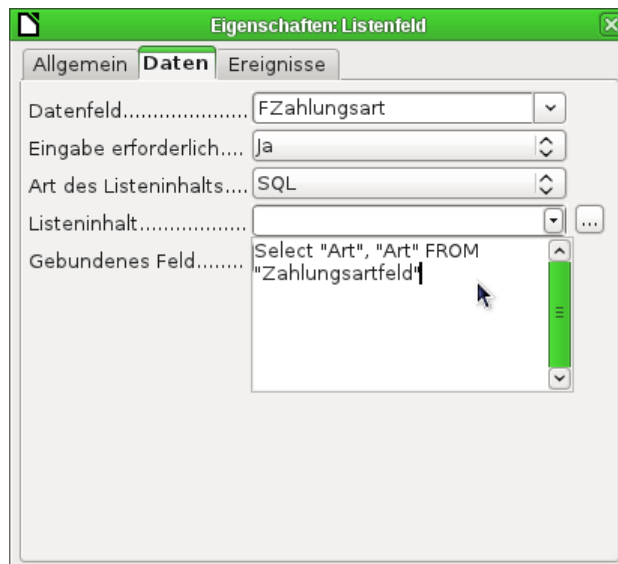 Eigenschaften: Listenfeld
Allgemein Daten Ereignisse
Datenfeld..................... FZahlungsart
Eingabe erforderlich.... Ja
Art des Listeninhalts.... SQL
Listeninhalt.................. ...
Gebundenes Feld........ Select "Art", "Art" FROM
"Zahlungsartfeld"